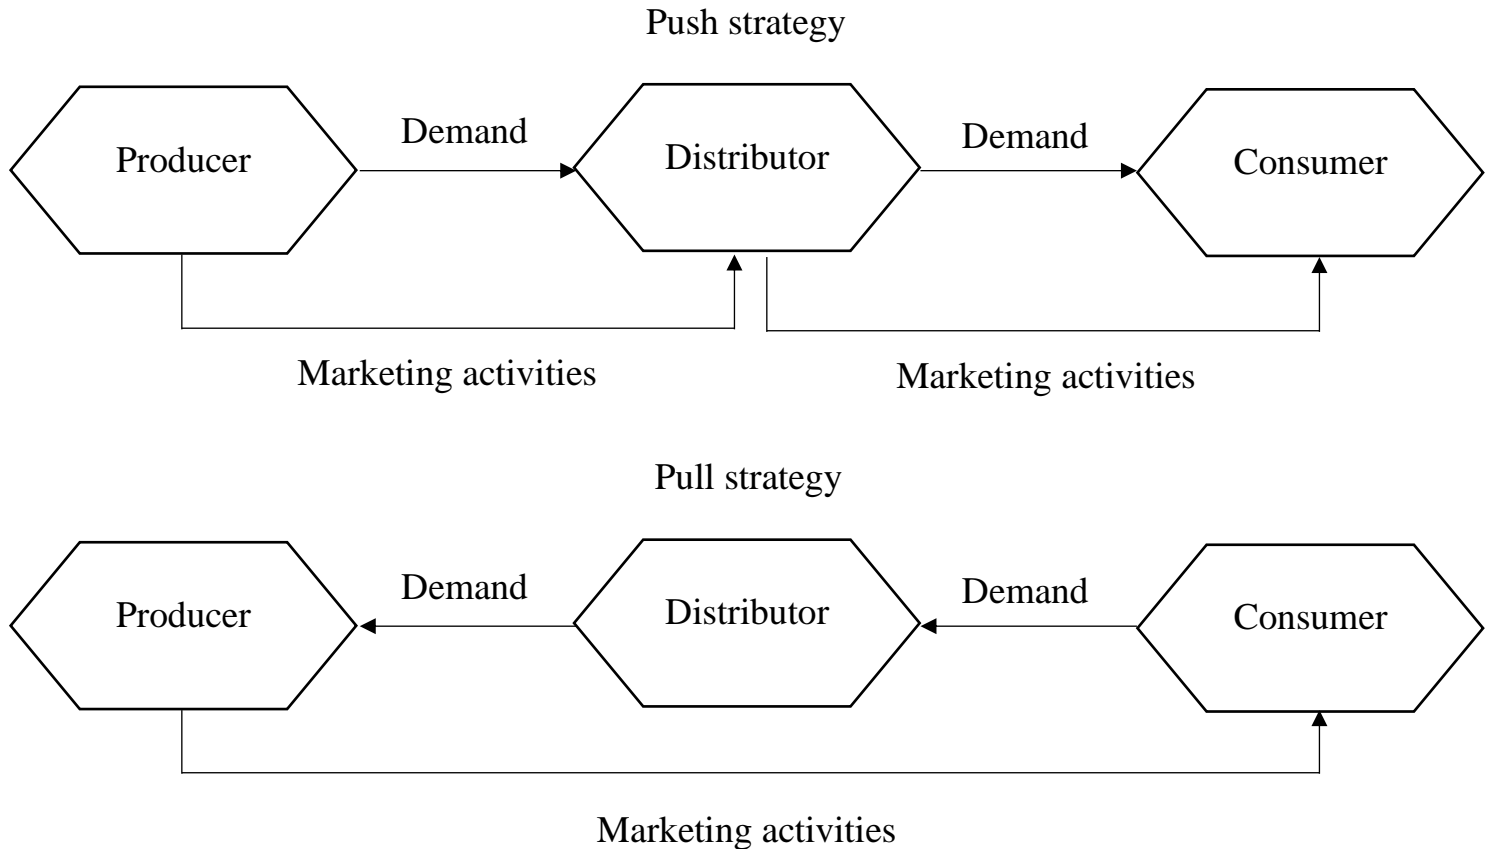 Push strategy
Producer
Demand
Distributor
Demand
Consumer
Marketing activities
Marketing activities
Pull strategy
Producer
Demand
Distributor
Demand
Consumer
Marketing activities